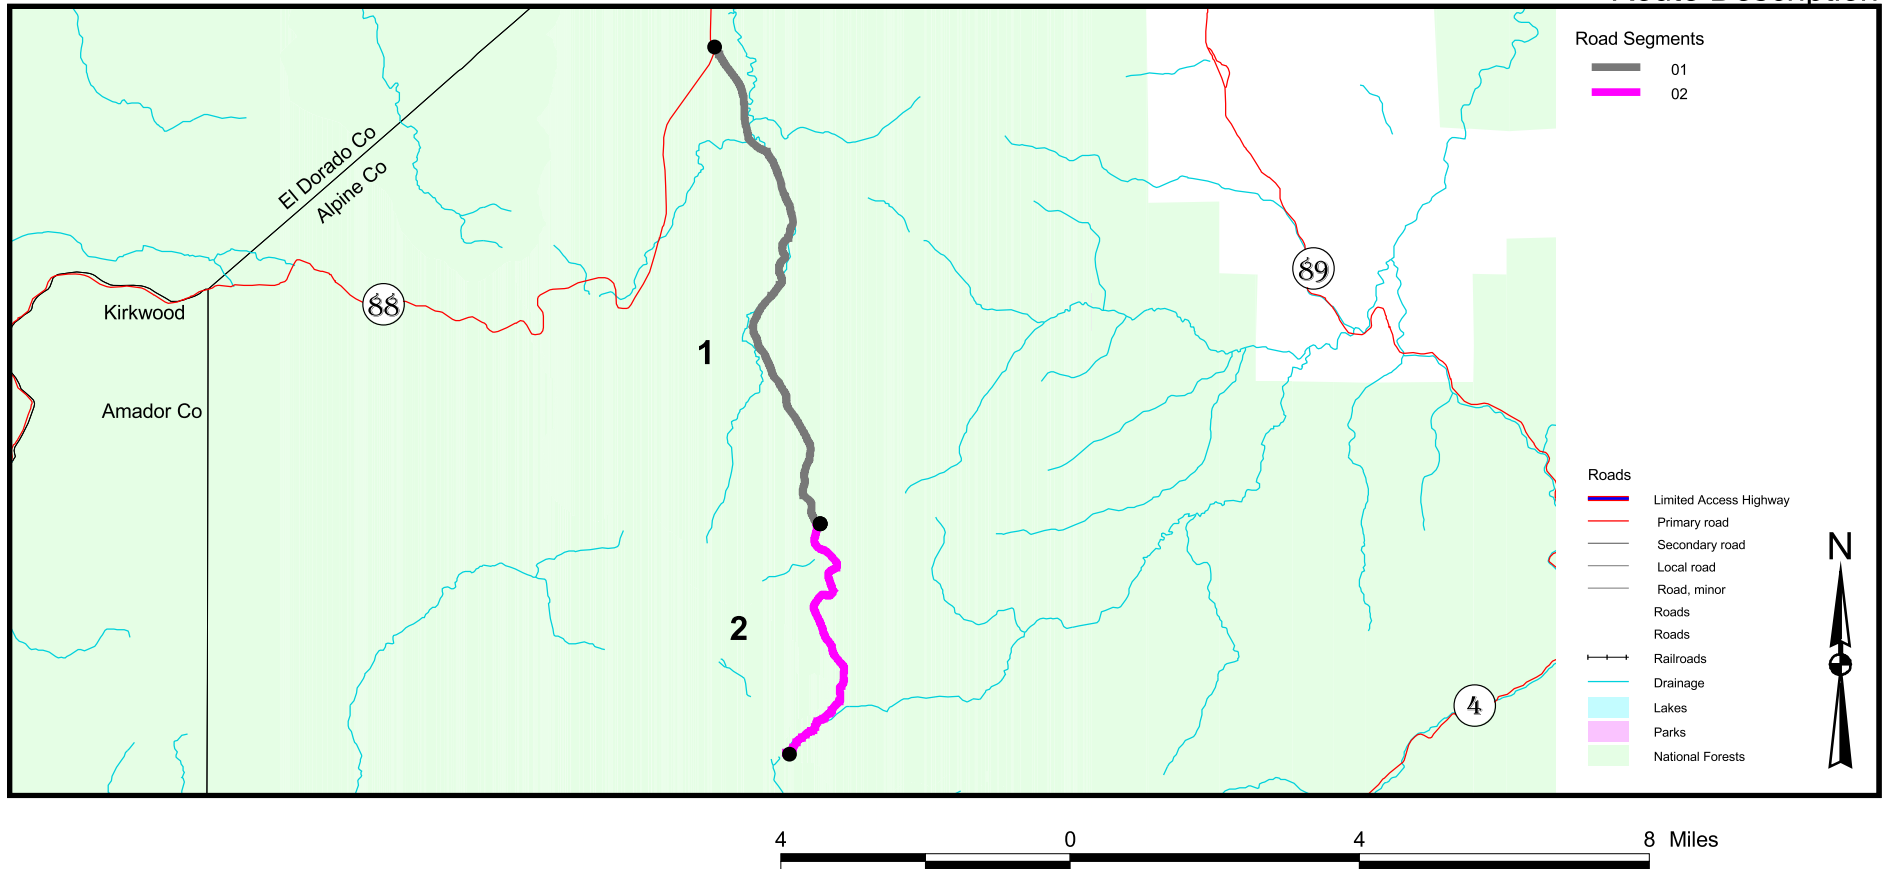 Route Description
Road Segments
01
02
El Dorado Co
Alpine Co
89
88
Kirkwood
1
Amador Co
Roads
Limited Access Highway
Primary road
Secondary road
Local road
Road, minor
Roads
Roads
Railroads
Drainage
Lakes
Parks
National Forests
N
2
4
4 0 4 8 Miles